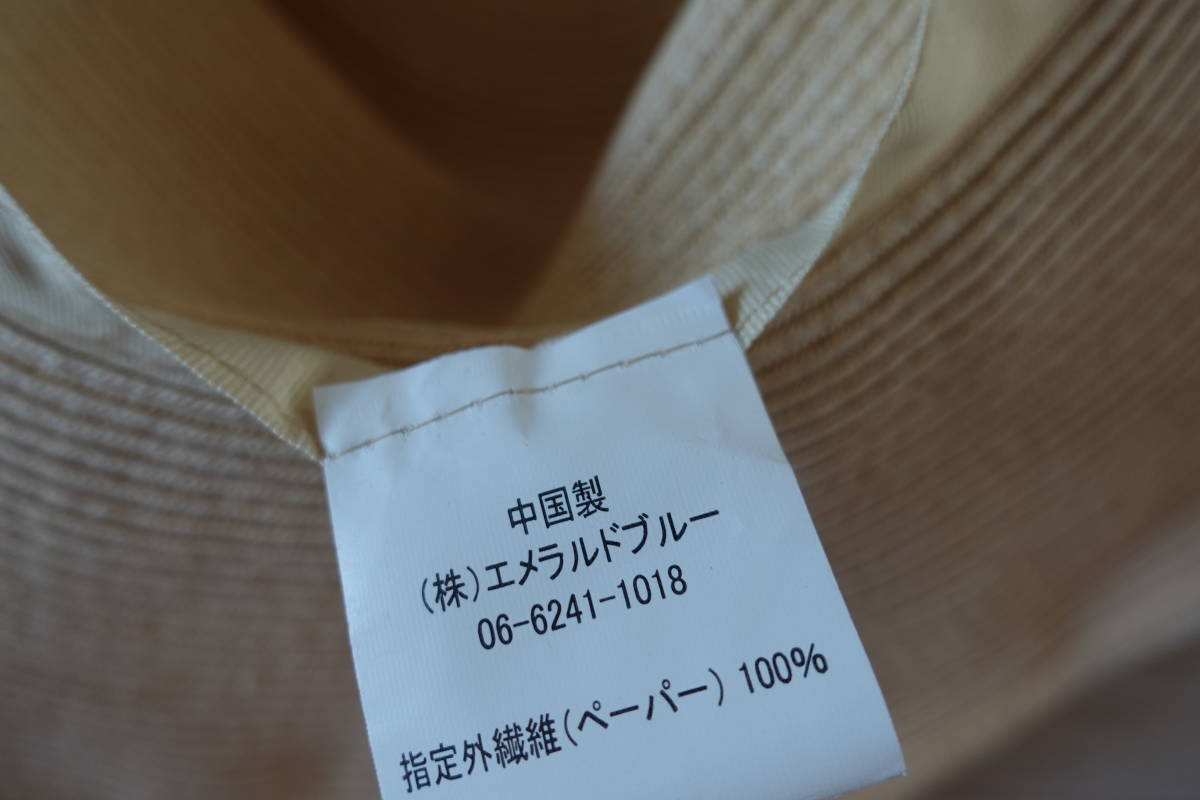 中国製
(株)エメラルドブルー
06-6241-1018
指定外繊維(ペーパー) 100%